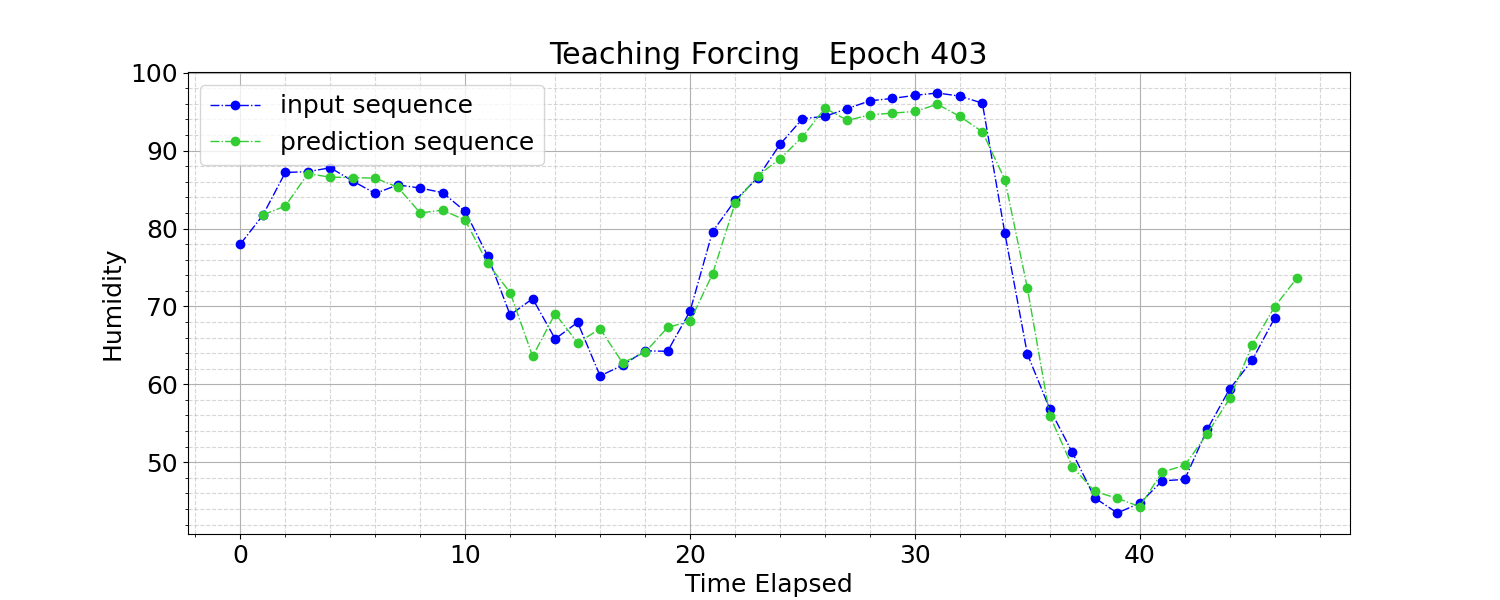 Teaching Forcing   Epoch 403
input sequence
prediction sequence
Humidity
100
90
80
70
60
50
0 10 20 30 40
Time Elapsed